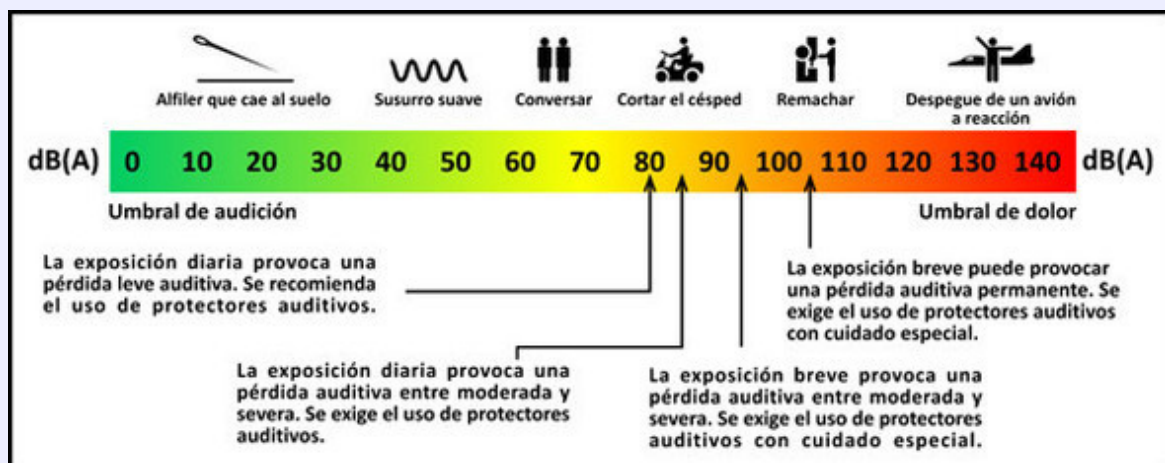 Alfiler que cae al suelo
Susurro suave
Conversar
Cortar el césped
Remachar
Despegue de un avión
a reacción
dB(A) 0 10 20 30 40 50 60 70 80 90 100 110 120 130 140 dB(A)
Umbral de audición
Umbral de dolor
La exposición diaria provoca una
pérdida leve auditiva. Se recomienda
el uso de protectores auditivos.
La exposición breve puede provocar
una pérdida auditiva permanente. Se
exige el uso de protectores auditivos
con cuidado especial.
La exposición diaria provoca una
pérdida auditiva entre moderada y
severa. Se exige el uso de protectores
auditivos.
La exposición breve provoca una
pérdida auditiva entre moderada y
severa. Se exige el uso de protectores
auditivos con cuidado especial.